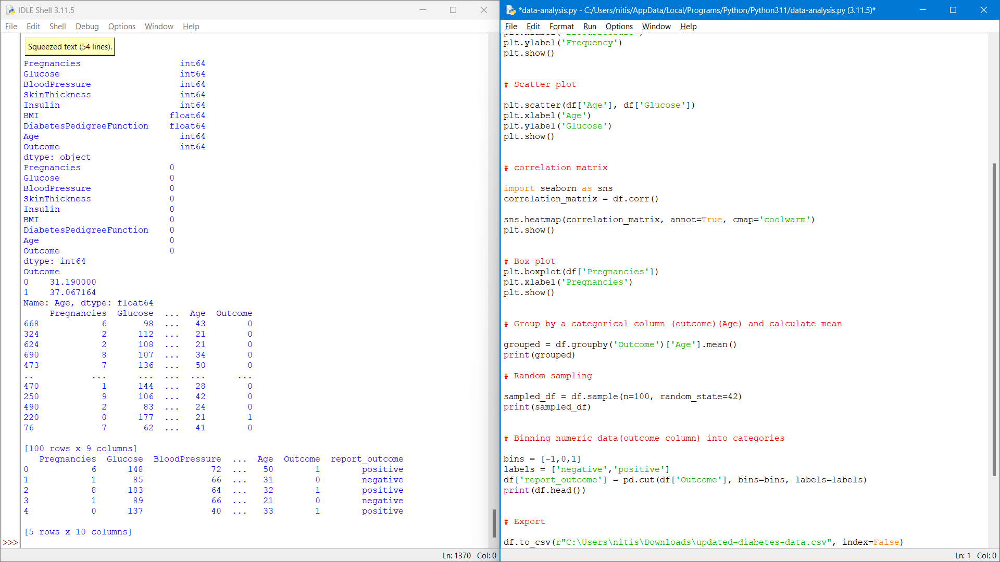 IDLE Shell 3.11.5
File Edit Shell Debug Options Window Help
Squeezed text (54 lines).
Pregnancies                   int64
Glucose                       int64
BloodPressure                 int64
SkinThickness                 int64
Insulin                       int64
BMI                         float64
DiabetesPedigreeFunction    float64
Age                           int64
Outcome                       int64
dtype: object
Pregnancies                 0
Glucose                     0
BloodPressure               0
SkinThickness               0
Insulin                     0
BMI                         0
DiabetesPedigreeFunction    0
Age                         0
Outcome                     0
dtype: int64
Outcome
0    31.190000
1    37.067164
Name: Age, dtype: float64
     Pregnancies  Glucose  ...  Age  Outcome
668            6       98  ...   43        0
324            2      112  ...   21        0
624            2      108  ...   21        0
690            8      107  ...   34        0
473            7      136  ...   50        0
..           ...      ...  ...  ...      ...
470            1      144  ...   28        0
250            9      106  ...   42        0
490            2       83  ...   24        0
220            0      177  ...   21        1
76             7       62  ...   41        0
[100 rows x 9 columns]
   Pregnancies  Glucose  BloodPressure  ...  Age  Outcome  report_outcome
0            6      148             72  ...   50        1        positive
1            1       85             66  ...   31        0        negative
2            8      183             64  ...   32        1        positive
3            1       89             66  ...   21        0        negative
4            0      137             40  ...   33        1        positive
[5 rows x 10 columns]
>>>
Ln: 1370 Col: 0
*data-analysis.py - C:/Users/nitis/AppData/Local/Programs/Python/Python311/data-analysis.py (3.11.5)*
File Edit Format Run Options Window Help
plt.xlabel('BloodPressure')
plt.ylabel('Frequency')
plt.show()
# Scatter plot
plt.scatter(df['Age'], df['Glucose'])
plt.xlabel('Age')
plt.ylabel('Glucose')
plt.show()
# correlation matrix
import seaborn as sns
correlation_matrix = df.corr()
sns.heatmap(correlation_matrix, annot=True, cmap='coolwarm')
plt.show()
# Box plot
plt.boxplot(df['Pregnancies'])
plt.xlabel('Pregnancies')
plt.show()
# Group by a categorical column (outcome)(Age) and calculate mean
grouped = df.groupby('Outcome')['Age'].mean()
print(grouped)
# Random sampling
sampled_df = df.sample(n=100, random_state=42)
print(sampled_df)
# Binning numeric data(outcome column) into categories
bins = [-1,0,1]
labels = ['negative','positive']
df['report_outcome'] = pd.cut(df['Outcome'], bins=bins, labels=labels)
print(df.head())
# Export
df.to_csv(r"C:\Users\nitis\Downloads\updated-diabetes-data.csv", index=False)
Ln: 1 Col: 0